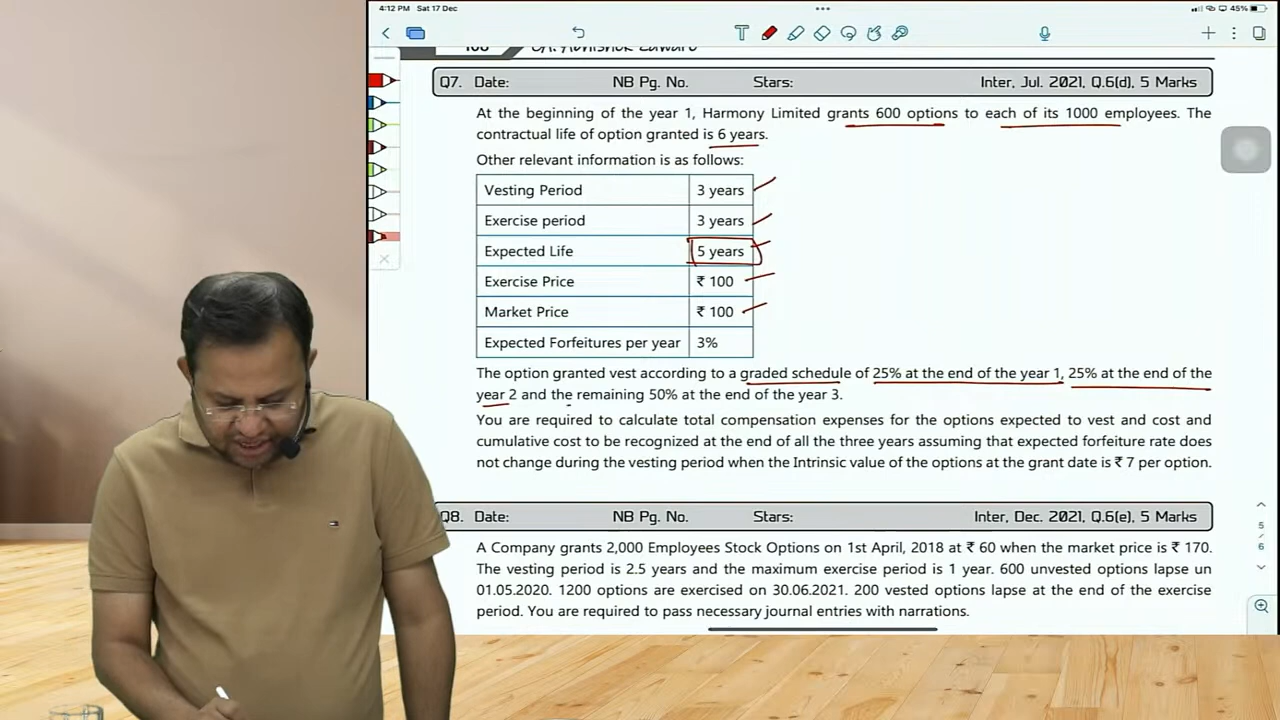 4:12 PM Sat 17 Dec
45%
CA. Abhishek Zaware
Q7. Date: NB Pg. No. Stars: Inter, Jul. 2021, Q.6(d), 5 Marks
At the beginning of the year 1, Harmony Limited grants 600 options to each of its 1000 employees. The
contractual life of option granted is 6 years.
Other relevant information is as follows:
Vesting Period 3 years
Exercise period 3 years
Expected Life 5 years
Exercise Price ₹ 100
Market Price ₹ 100
Expected Forfeitures per year 3%
The option granted vest according to a graded schedule of 25% at the end of the year 1, 25% at the end of the
year 2 and the remaining 50% at the end of the year 3.
You are required to calculate total compensation expenses for the options expected to vest and cost and
cumulative cost to be recognized at the end of all the three years assuming that expected forfeiture rate does
not change during the vesting period when the Intrinsic value of the options at the grant date is ₹ 7 per option.
Q8. Date: NB Pg. No. Stars: Inter, Dec. 2021, Q.6(e), 5 Marks
A Company grants 2,000 Employees Stock Options on 1st April, 2018 at ₹ 60 when the market price is ₹ 170.
The vesting period is 2.5 years and the maximum exercise period is 1 year. 600 unvested options lapse un
01.05.2020. 1200 options are exercised on 30.06.2021. 200 vested options lapse at the end of the exercise
period. You are required to pass necessary journal entries with narrations.
5
/
6